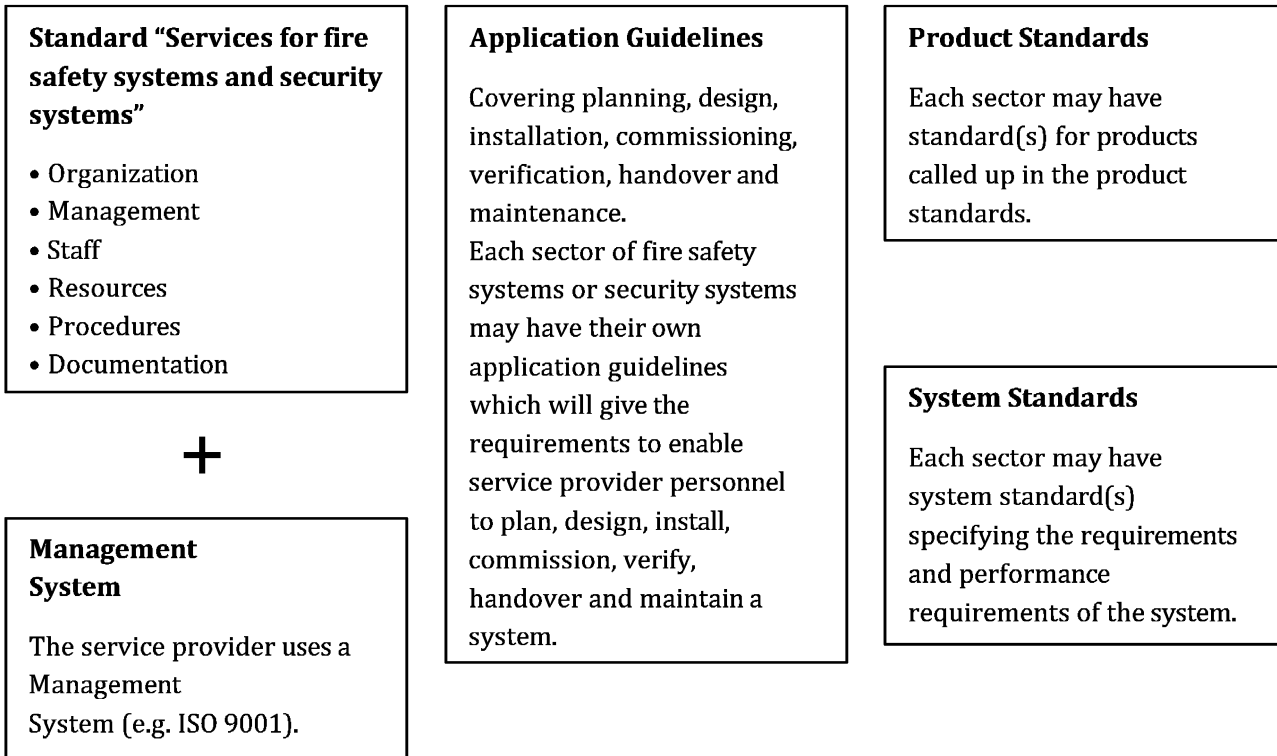 Standard “Services for fire
safety systems and security
systems”
• Organization
• Management
• Staff
• Resources
• Procedures
• Documentation
+
Management
System
The service provider uses a
Management
System (e.g. ISO 9001).
Application Guidelines
Covering planning, design,
installation, commissioning,
verification, handover and
maintenance.
Each sector of fire safety
systems or security systems
may have their own
application guidelines
which will give the
requirements to enable
service provider personnel
to plan, design, install,
commission, verify,
handover and maintain a
system.
Product Standards
Each sector may have
standard(s) for products
called up in the product
standards.
System Standards
Each sector may have
system standard(s)
specifying the requirements
and performance
requirements of the system.